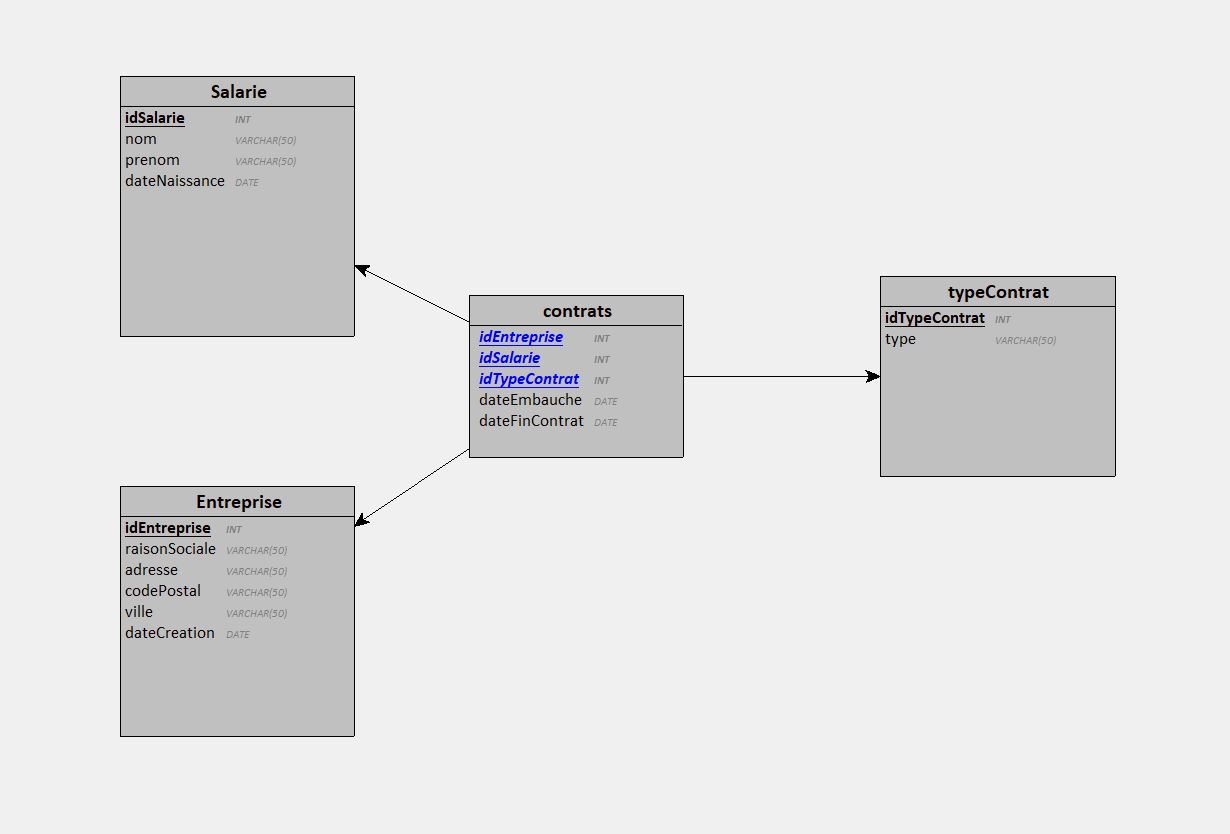 Salarie
idSalarie INT
nom VARCHAR(50)
prenom VARCHAR(50)
dateNaissance DATE
contrats
idEntreprise INT
idSalarie INT
idTypeContrat INT
dateEmbauche DATE
dateFinContrat DATE
typeContrat
idTypeContrat INT
type VARCHAR(50)
Entreprise
idEntreprise INT
raisonSociale VARCHAR(50)
adresse VARCHAR(50)
codePostal VARCHAR(50)
ville VARCHAR(50)
dateCreation DATE